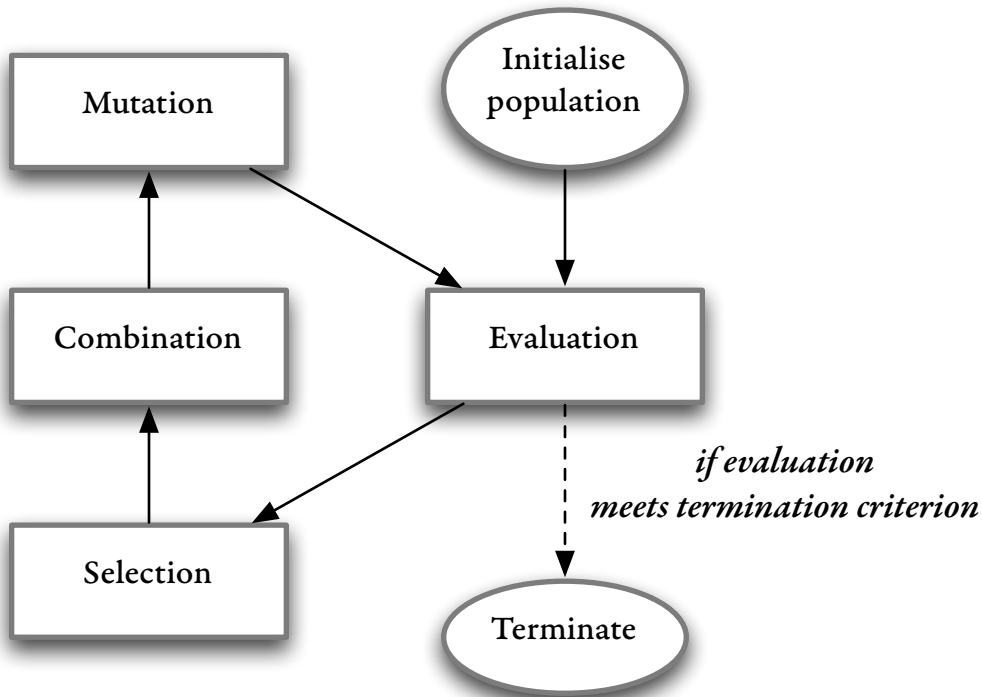 Initialise
population
Mutation
Combination
Evaluation
if evaluation
meets termination criterion
Selection
Terminate